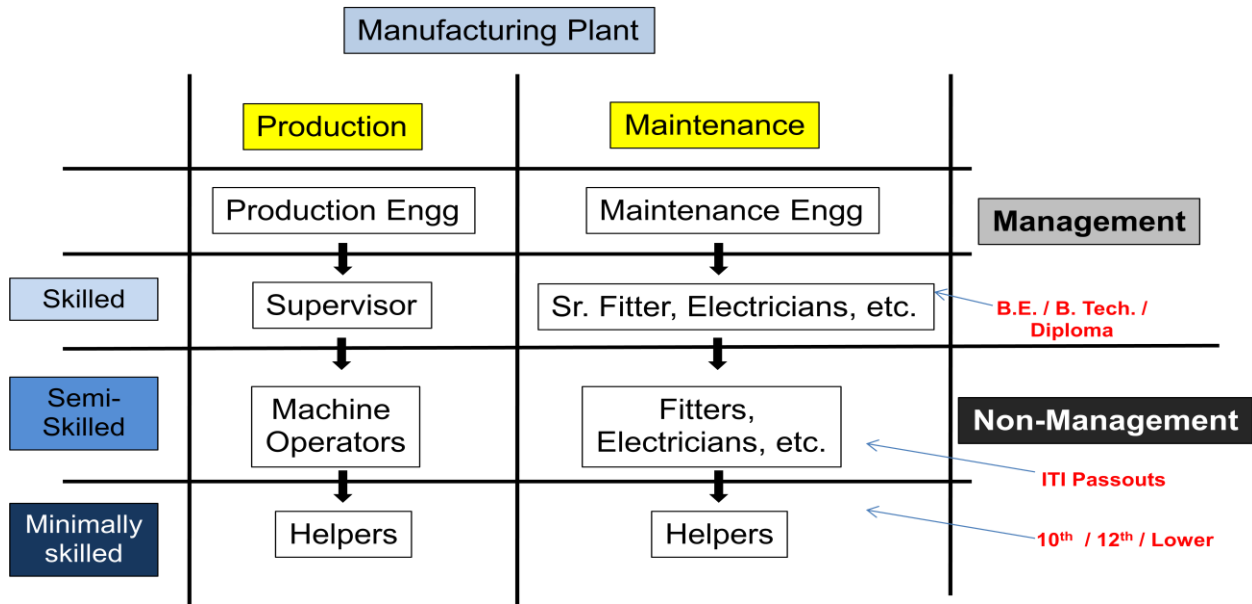 Manufacturing Plant
Production
Maintenance
Production Engg
Maintenance Engg
Management
Skilled
Supervisor
Sr. Fitter, Electricians, etc.
B.E. / B. Tech. /
Diploma
Semi-
Skilled
Machine
Operators
Fitters,
Electricians, etc.
Non-Management
ITI Passouts
Minimally
skilled
Helpers
Helpers
10th / 12th / Lower